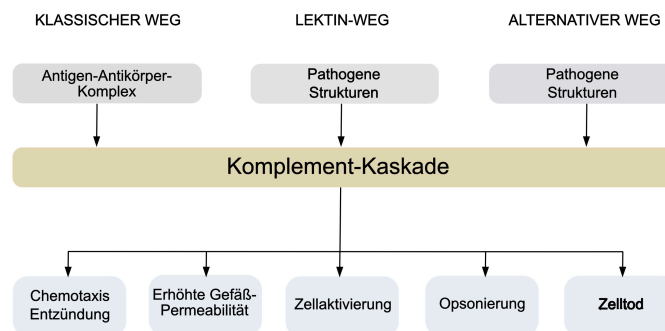 KLASSISCHER WEG
LEKTIN-WEG
ALTERNATIVER WEG
Antigen-Antikörper-
Komplex
Pathogene
Strukturen
Pathogene
Strukturen
Komplement-Kaskade
Chemotaxis
Entzündung
Erhöhte Gefäß-
Permeabilität
Zellaktivierung
Opsonierung
Zelltod